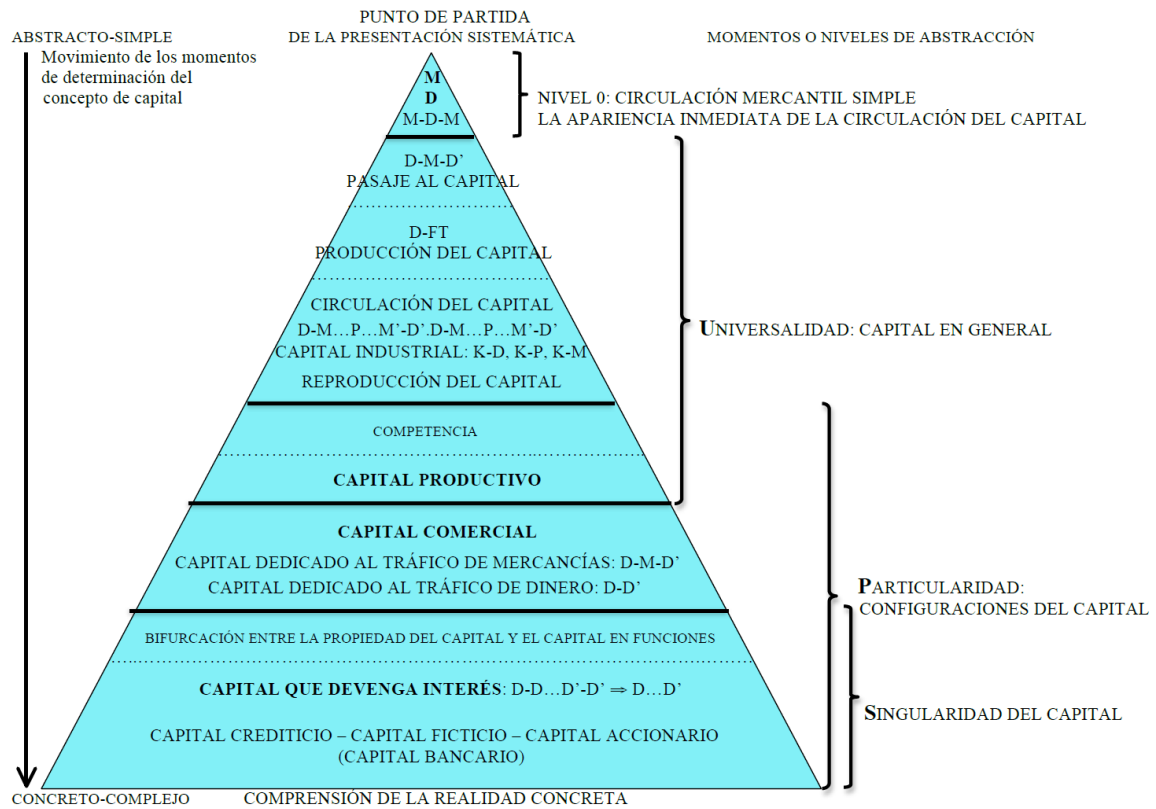 PUNTO DE PARTIDA
ABSTRACTO-SIMPLE
DE LA PRESENTACIÓN SISTEMÁTICA
MOMENTOS O NIVELES DE ABSTRACCIÓN
Movimiento de los momentos
de determinación del
concepto de capital
M
D
M-D-M
NIVEL 0: CIRCULACIÓN MERCANTIL SIMPLE
LA APARIENCIA INMEDIATA DE LA CIRCULACIÓN DEL CAPITAL
D-M-D’
PASAJE AL CAPITAL
D-FT
PRODUCCIÓN DEL CAPITAL
CIRCULACIÓN DEL CAPITAL
D-M…P…M’-D’.D-M…P…M’-D’
CAPITAL INDUSTRIAL: K-D, K-P, K-M
REPRODUCCIÓN DEL CAPITAL
UNIVERSALIDAD: CAPITAL EN GENERAL
COMPETENCIA
CAPITAL PRODUCTIVO
CAPITAL COMERCIAL
CAPITAL DEDICADO AL TRÁFICO DE MERCANCÍAS: D-M-D’
CAPITAL DEDICADO AL TRÁFICO DE DINERO: D-D’
PARTICULARIDAD:
CONFIGURACIONES DEL CAPITAL
BIFURCACIÓN ENTRE LA PROPIEDAD DEL CAPITAL Y EL CAPITAL EN FUNCIONES
CAPITAL QUE DEVENGA INTERÉS: D-D…D’-D’ ⇒ D…D’
SINGULARIDAD DEL CAPITAL
CAPITAL CREDITICIO – CAPITAL FICTICIO – CAPITAL ACCIONARIO
(CAPITAL BANCARIO)
CONCRETO-COMPLEJO
COMPRENSIÓN DE LA REALIDAD CONCRETA